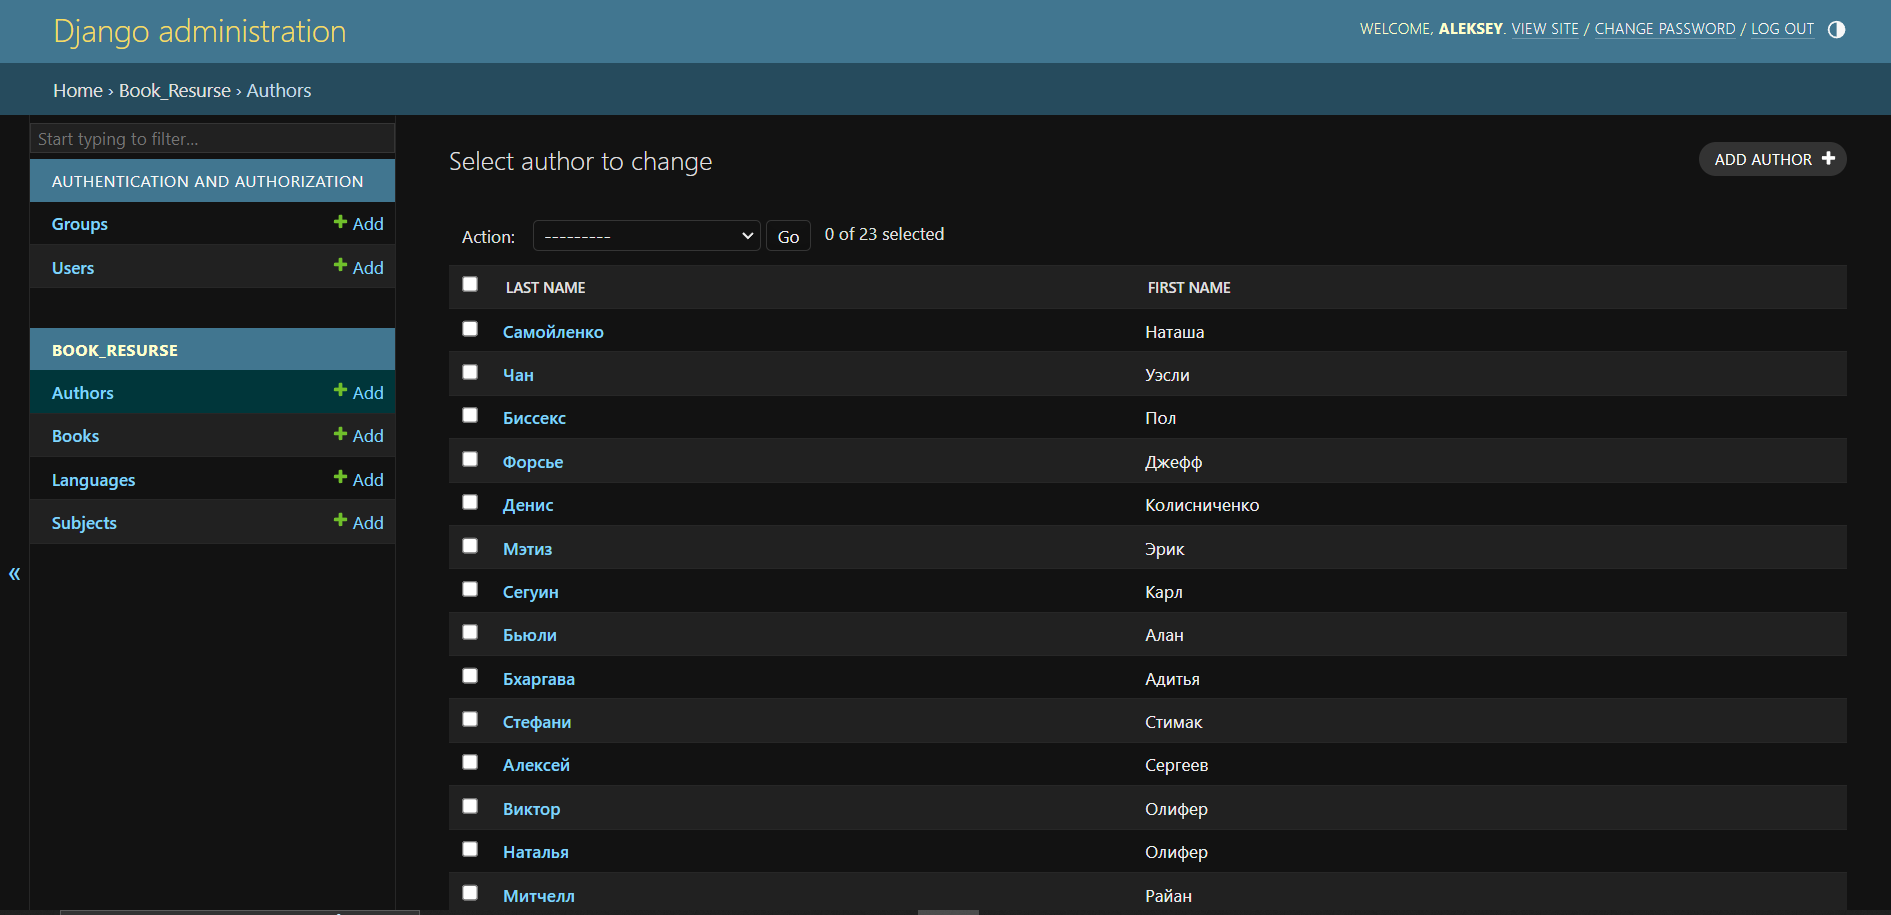 Django administration
WELCOME, ALEKSEY. VIEW SITE / CHANGE PASSWORD / LOG OUT
Home › Book_Resurse › Authors
Start typing to filter...
AUTHENTICATION AND AUTHORIZATION
Groups + Add
Users + Add
BOOK_RESURSE
Authors + Add
Books + Add
Languages + Add
Subjects + Add
«
Select author to change
ADD AUTHOR +
Action: --------- Go 0 of 23 selected
LAST NAME FIRST NAME
Самойленко Наташа
Чан Уэсли
Биссекс Пол
Форсье Джефф
Денис Колисниченко
Мэтиз Эрик
Сегуин Карл
Бьюли Алан
Бхаргава Адитья
Стефани Стимак
Алексей Сергеев
Виктор Олифер
Наталья Олифер
Митчелл Райан